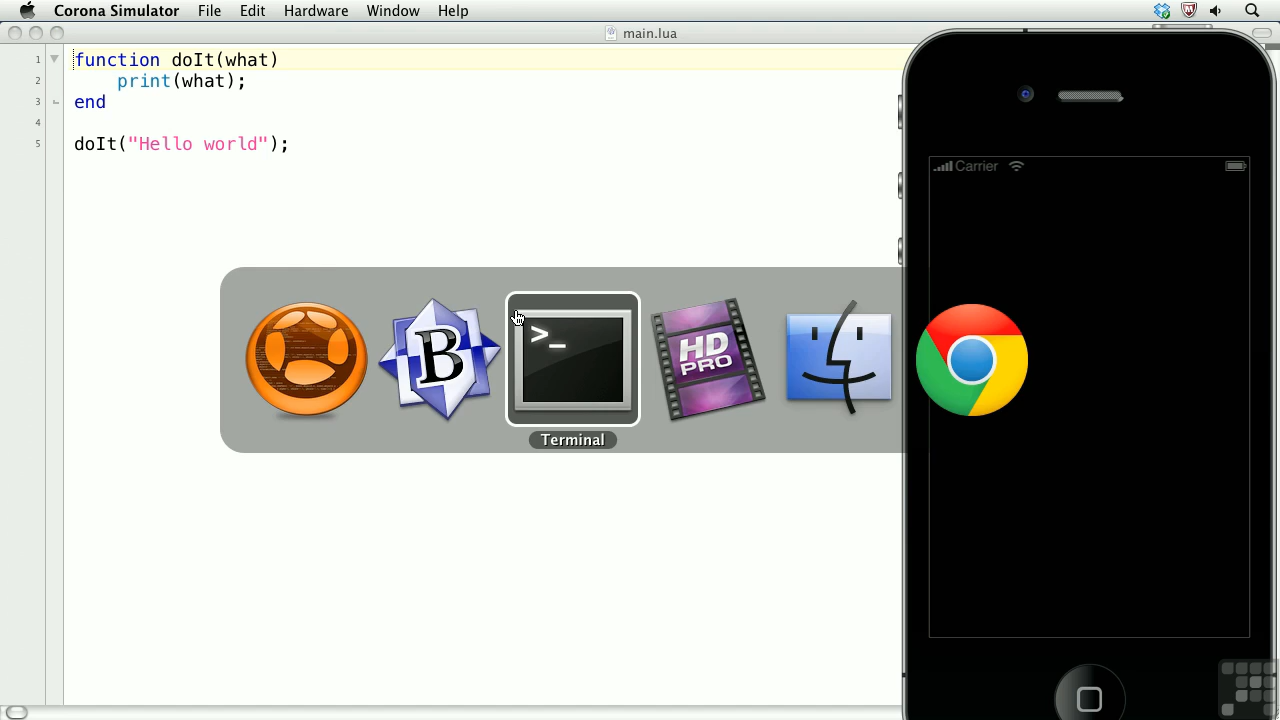 Corona Simulator File Edit Hardware Window Help
main.lua
1 function doIt(what)
2 print(what);
3 end
4
5 doIt("Hello world");
Carrier
B
>_
HD
PRO
Terminal